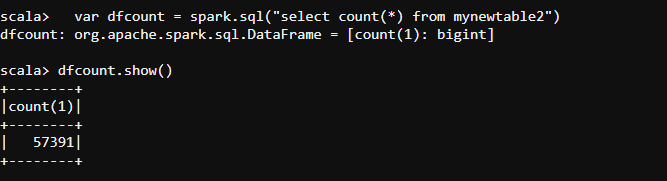 scala>   var dfcount = spark.sql("select count(*) from mynewtable2")
dfcount: org.apache.spark.sql.DataFrame = [count(1): bigint]
scala> dfcount.show()
+--------+
|count(1)|
+--------+
|   57391|
+--------+